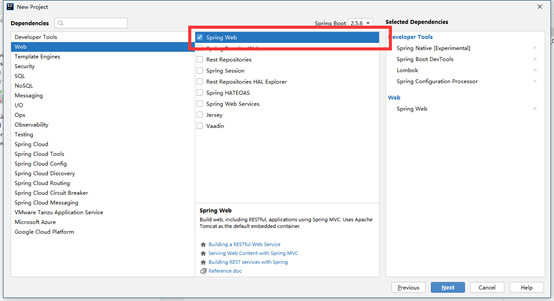 New Project
Dependencies
Spring Boot 2.5.6
Selected Dependencies
Developer Tools
Web
Template Engines
Security
SQL
NoSQL
Messaging
I/O
Ops
Observability
Testing
Spring Cloud
Spring Cloud Tools
Spring Cloud Config
Spring Cloud Discovery
Spring Cloud Routing
Spring Cloud Circuit Breaker
Spring Cloud Messaging
VMware Tanzu Application Service
Microsoft Azure
Google Cloud Platform
Spring Web
Rest Repositories
Spring Session
Rest Repositories HAL Explorer
Spring HATEOAS
Spring Web Services
Jersey
Vaadin
Spring Web
Build web, including RESTful, applications using Spring MVC. Uses Apache
Tomcat as the default embedded container.
Building a RESTful Web Service
Serving Web Content with Spring MVC
Building REST services with Spring
Reference doc
Developer Tools
Spring Native [Experimental]
Spring Boot DevTools
Lombok
Spring Configuration Processor
Web
Spring Web
Previous
Next
Cancel
Help